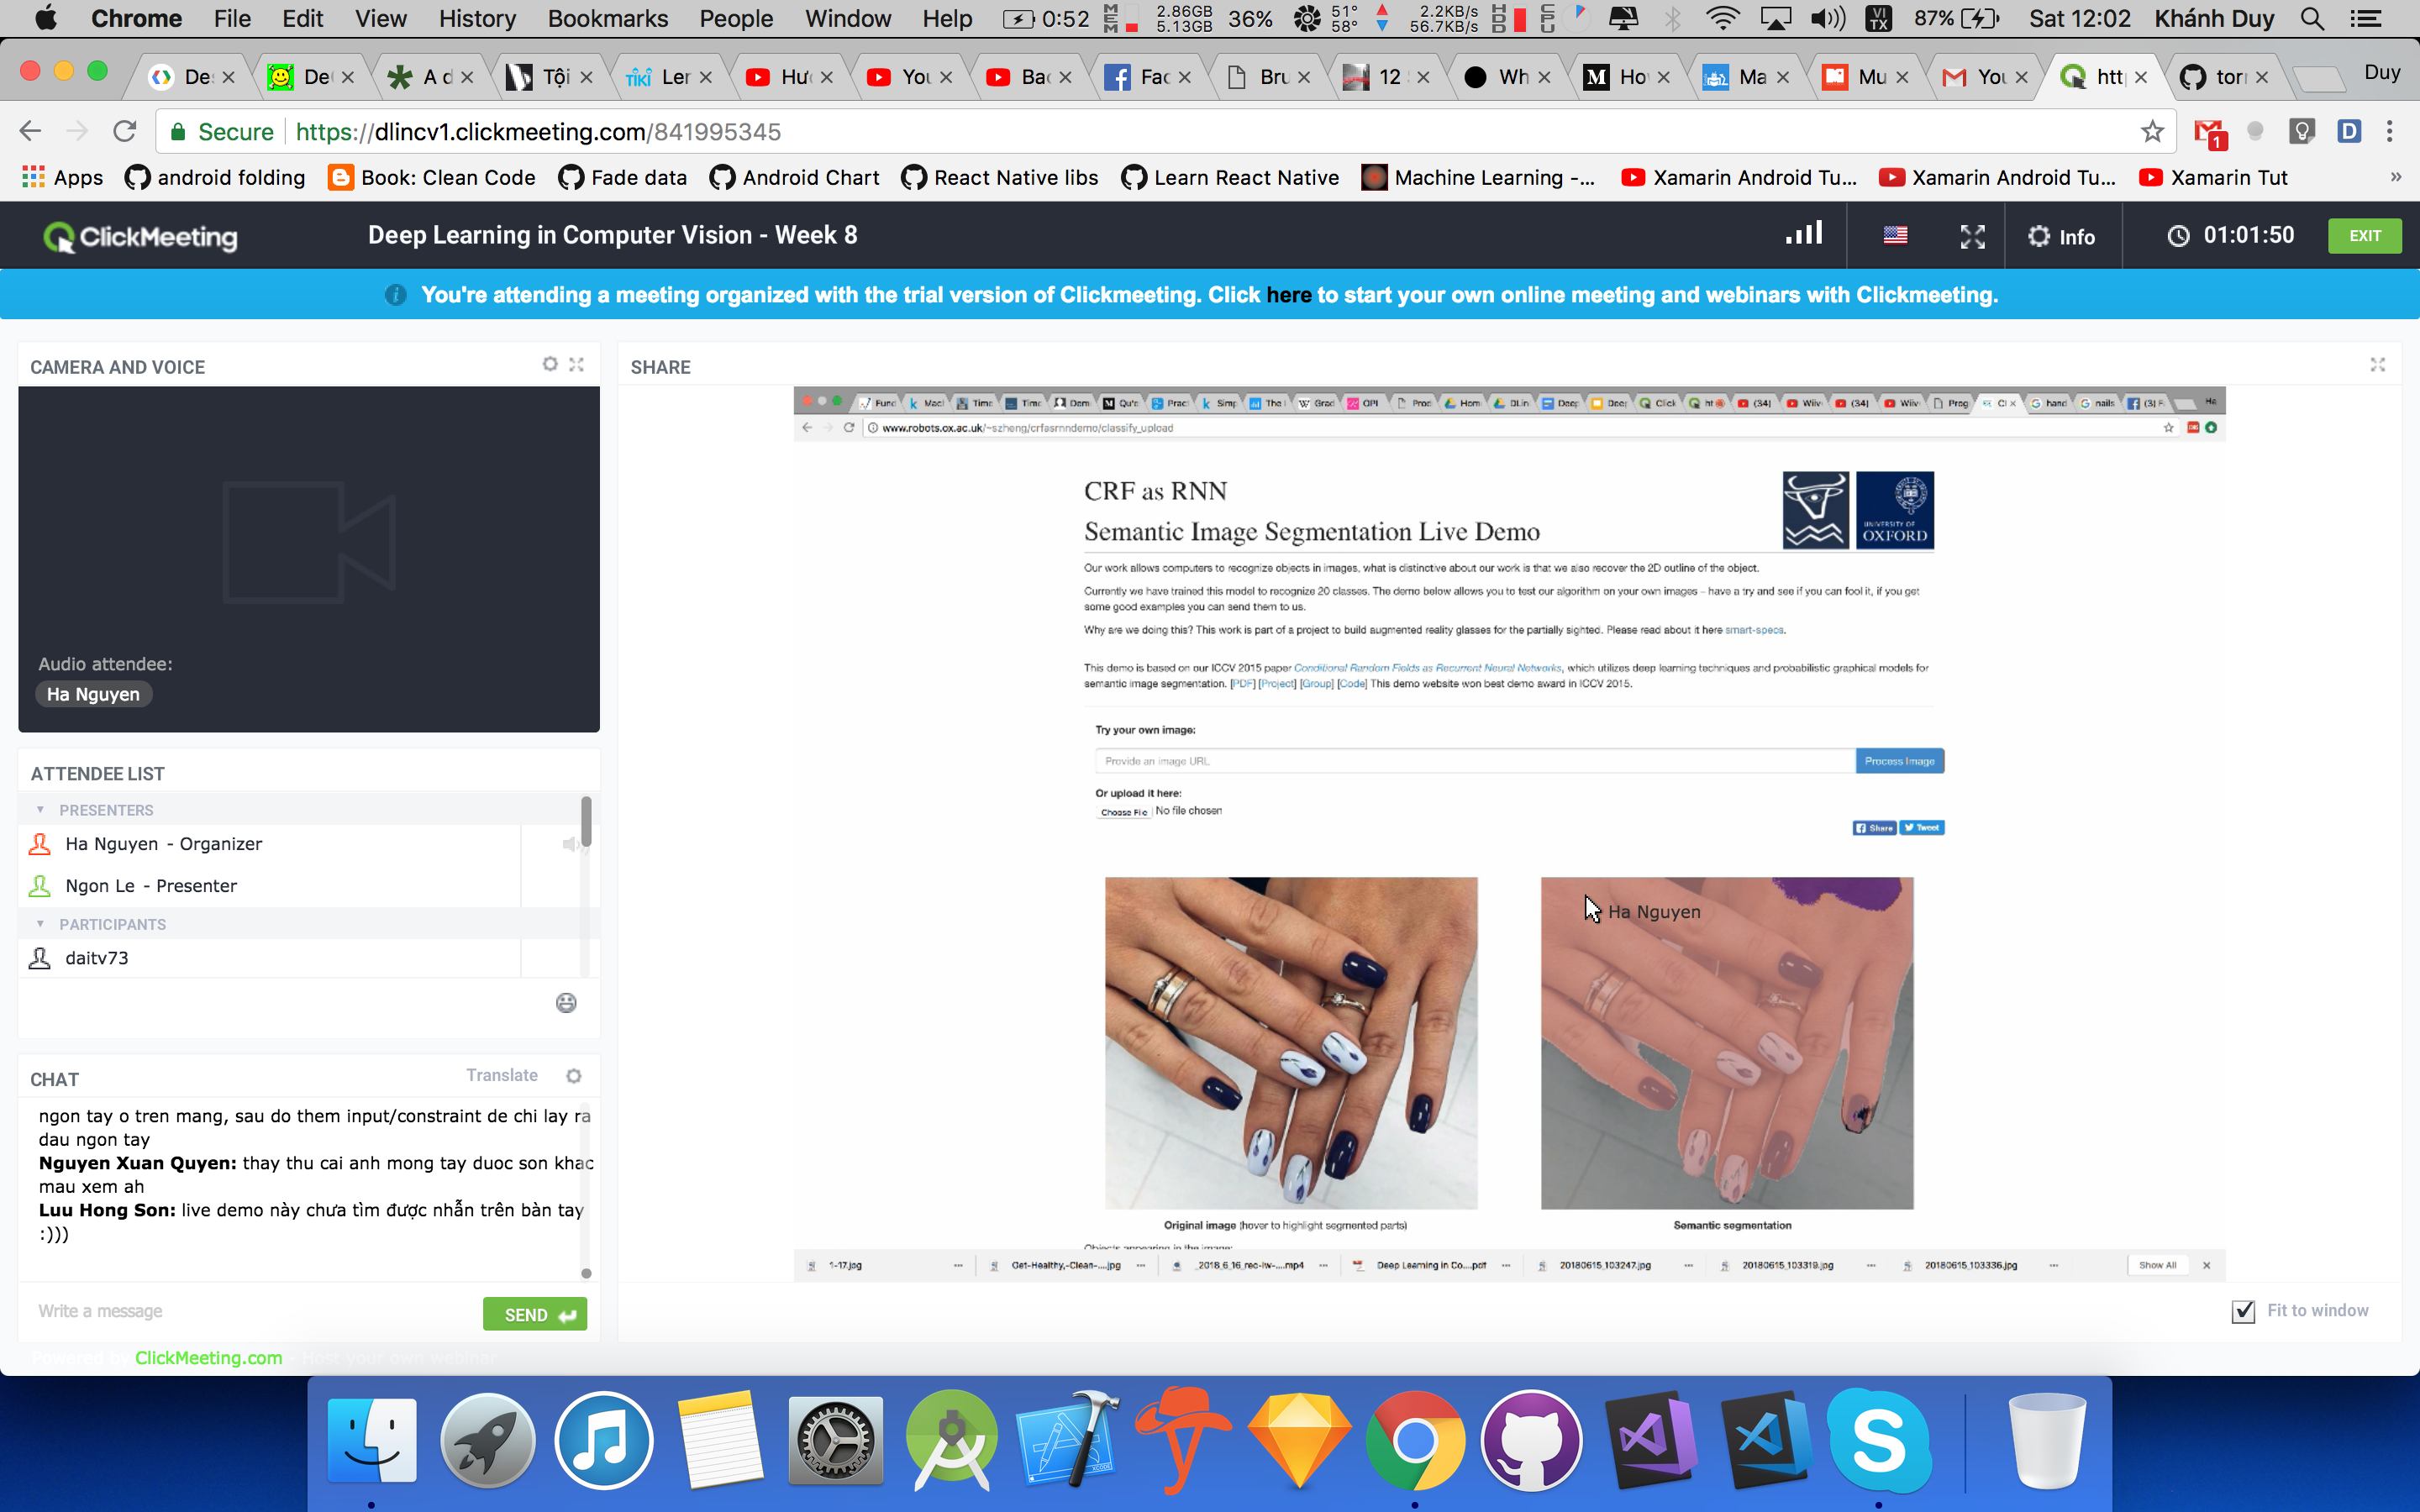 Chrome File Edit View History Bookmarks People Window Help 0:52 MEM 2.86GB 5.13GB 36% 51° 58° 2.2KB/s 56.7KB/s HDD CPU VI TX 87% Sat 12:02 Khánh Duy
De De A d Tội Ler Hướ You Bac Fac Bru 12 Wh Ho Ma Mu You htt tor Duy
Secure https://dlincv1.clickmeeting.com/841995345 1 D
Apps android folding Book: Clean Code Fade data Android Chart React Native libs Learn React Native Machine Learning -... Xamarin Android Tu... Xamarin Android Tu... Xamarin Tut »
ClickMeeting Deep Learning in Computer Vision - Week 8 Info 01:01:50 EXIT
You're attending a meeting organized with the trial version of Clickmeeting. Click here to start your own online meeting and webinars with Clickmeeting.
CAMERA AND VOICE
Audio attendee:
Ha Nguyen
ATTENDEE LIST
PRESENTERS
Ha Nguyen - Organizer
Ngon Le - Presenter
PARTICIPANTS
daitv73
CHAT Translate
ngon tay o tren mang, sau do them input/constraint de chi lay ra
dau ngon tay
Nguyen Xuan Quyen: thay thu cai anh mong tay duoc son khac
mau xem ah
Luu Hong Son: live demo này chưa tìm được nhẫn trên bàn tay
:)))
Write a message SEND
Powered by ClickMeeting.com Host your own webinar
SHARE
www.robots.ox.ac.uk/~szheng/crfasrnndemo/classify_upload
CRF as RNN
Semantic Image Segmentation Live Demo
UNIVERSITY OF
OXFORD
Our work allows computers to recognize objects in images, what is distinctive about our work is that we also recover the 2D outline of the object.
Currently we have trained this model to recognize 20 classes. The demo below allows you to test our algorithm on your own images – have a try and see if you can fool it, if you get
some good examples you can send them to us.
Why are we doing this? This work is part of a project to build augmented reality glasses for the partially sighted. Please read about it here smart-specs.
This demo is based on our ICCV 2015 paper Conditional Random Fields as Recurrent Neural Networks, which utilizes deep learning techniques and probabilistic graphical models for
semantic image segmentation. [PDF] [Project] [Group] [Code] This demo website won best demo award in ICCV 2015.
Try your own image:
Provide an image URL Process Image
Or upload it here:
Choose File No file chosen
Share Tweet
Ha Nguyen
Original image (hover to highlight segmented parts) Semantic segmentation
Objects appearing in the image:
1-17.jpg Get-Healthy,-Clean-....jpg _2018_6_16_rec-lw-....mp4 Deep Learning in Co....pdf 20180615_103247.jpg 20180615_103319.jpg 20180615_103336.jpg Show All
Fit to window